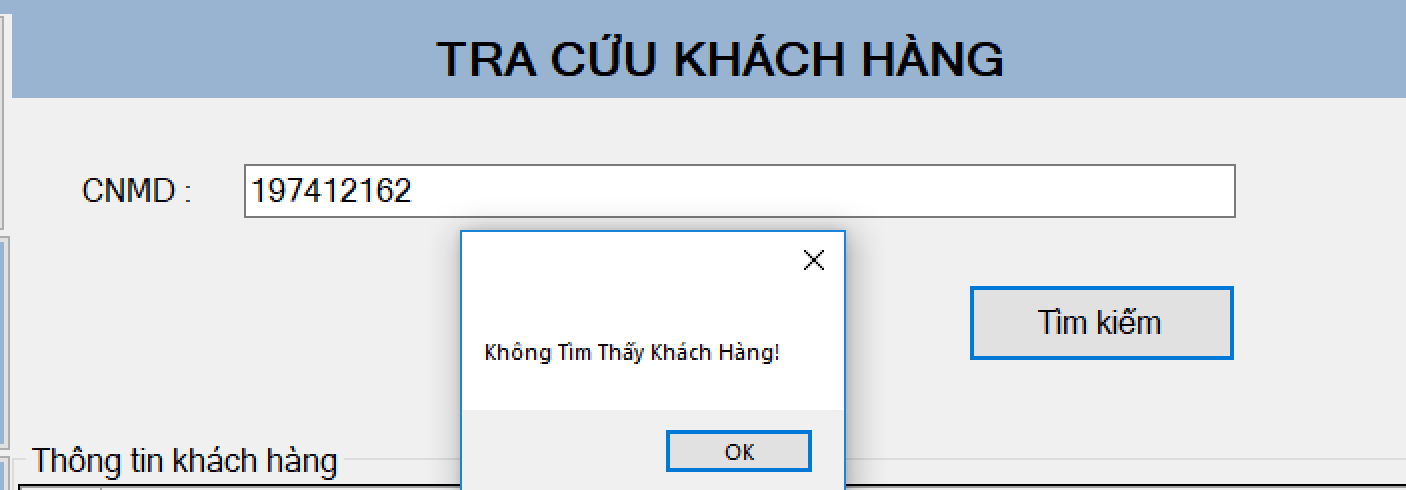 TRA CỨU KHÁCH HÀNG
CNMD :
197412162
Tìm kiếm
Không Tìm Thấy Khách Hàng!
OK
Thông tin khách hàng